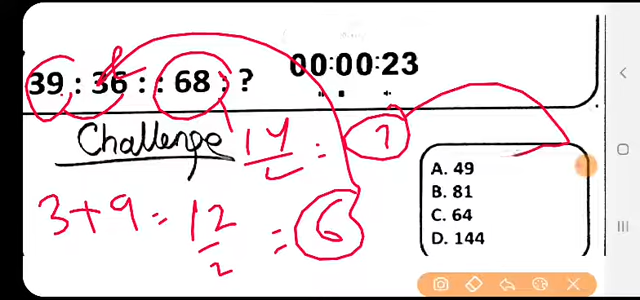 39 : 36 : : 68 : ?
00:00:23
Challenge
14/2 = 7
3+9 = 12/2 = 6
A. 49
B. 81
C. 64
D. 144